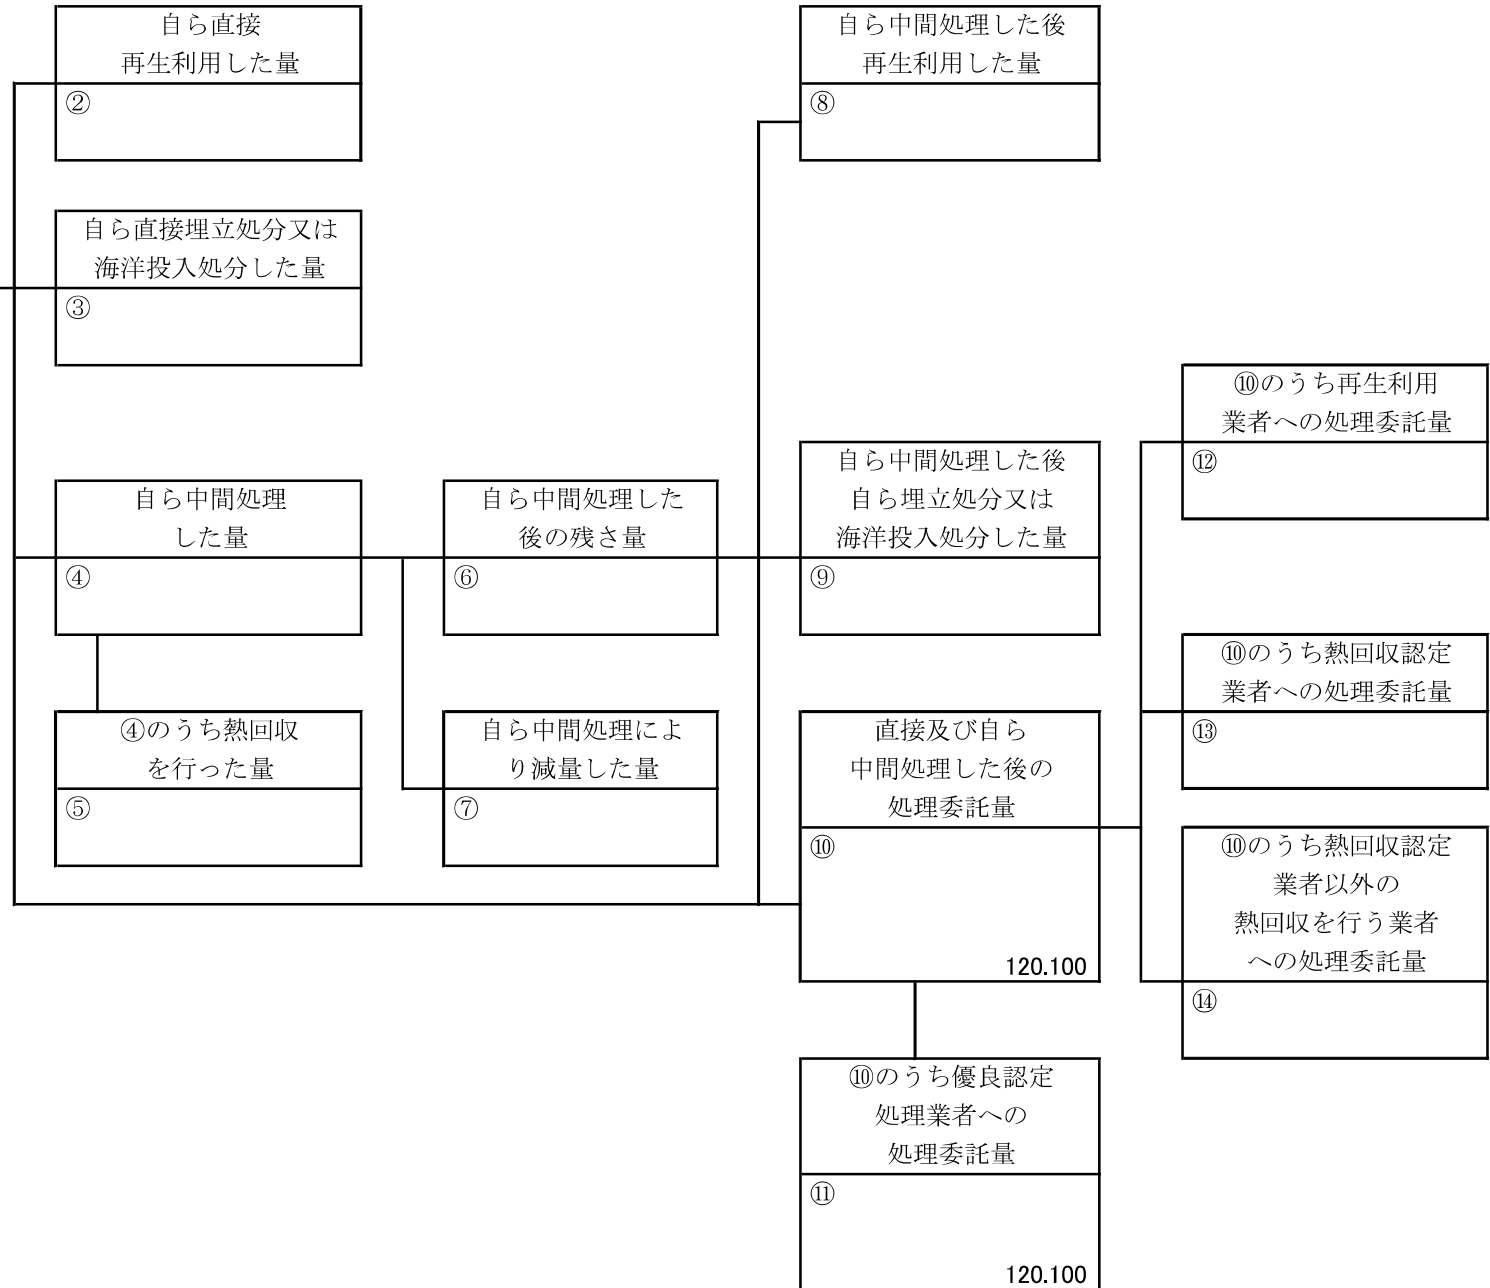 自ら直接
再生利用した量
②
自ら中間処理した後
再生利用した量
⑧
自ら直接埋立処分又は
海洋投入処分した量
③
⑩のうち再生利用
業者への処理委託量
⑫
自ら中間処理
した量
④
自ら中間処理した
後の残さ量
⑥
自ら中間処理した後
自ら埋立処分又は
海洋投入処分した量
⑨
⑩のうち熱回収認定
業者への処理委託量
⑬
④のうち熱回収
を行った量
⑤
自ら中間処理によ
り減量した量
⑦
直接及び自ら
中間処理した後の
処理委託量
⑩
120.100
⑩のうち熱回収認定
業者以外の
熱回収を行う業者
への処理委託量
⑭
⑩のうち優良認定
処理業者への
処理委託量
⑪
120.100